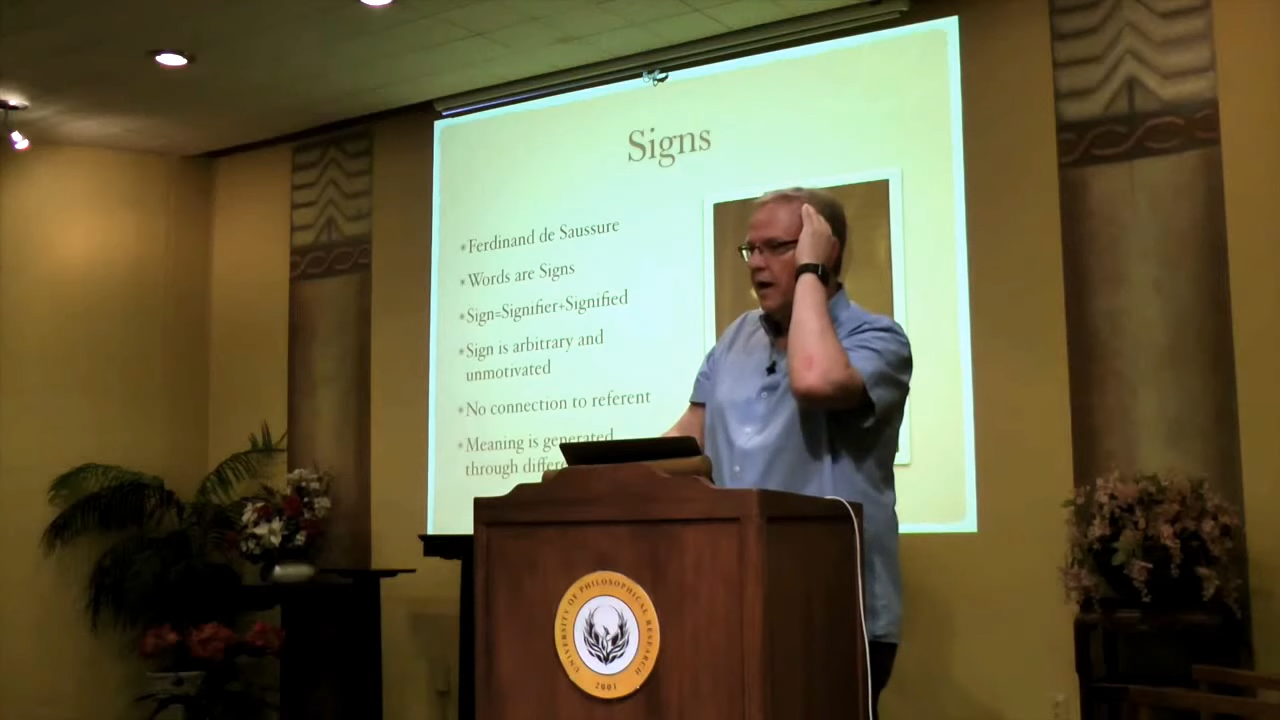 Signs
*Ferdinand de Saussure
*Words are Signs
*Sign=Signifier+Signified
*Sign is arbitrary and
unmotivated
*No connection to referent
*Meaning is generated
through
UNIVERSITY OF PHILOSOPHICAL RESEARCH
2001